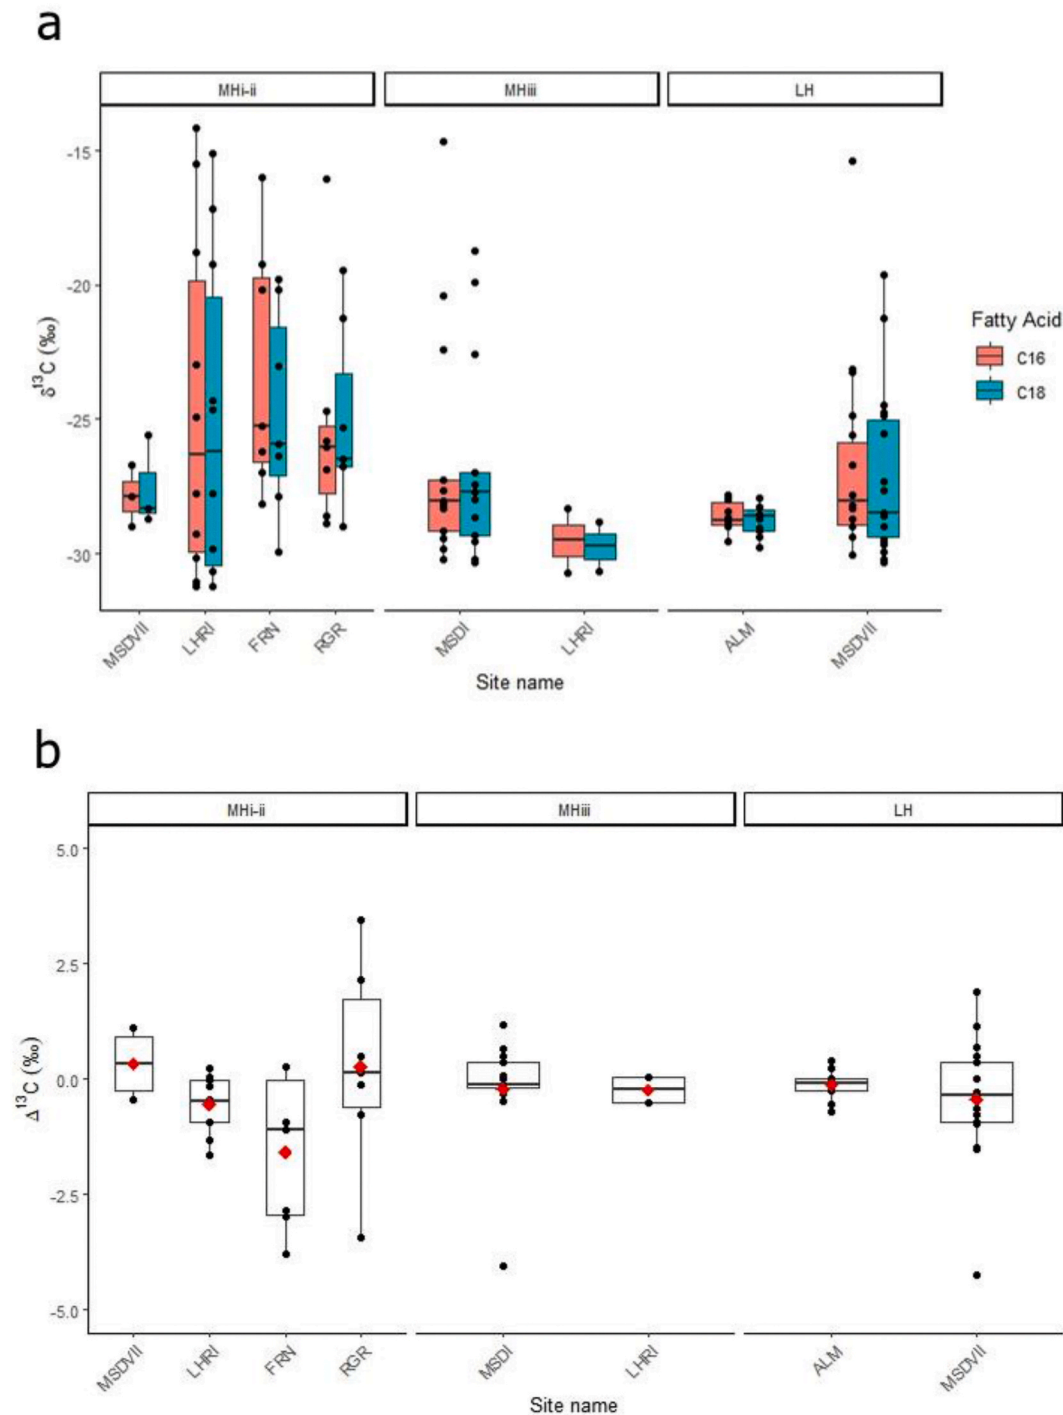 a
MHi-ii MHiii LH
-15
-20
-25
-30
δ13C (‰)
MSDVII LHRI FRN RGR MSDI LHRI ALM MSDVII
Site name
Fatty Acid
C16
C18
b
MHi-ii MHiii LH
5.0
2.5
0.0
-2.5
-5.0
Δ13C (‰)
MSDVII LHRI FRN RGR MSDI LHRI ALM MSDVII
Site name